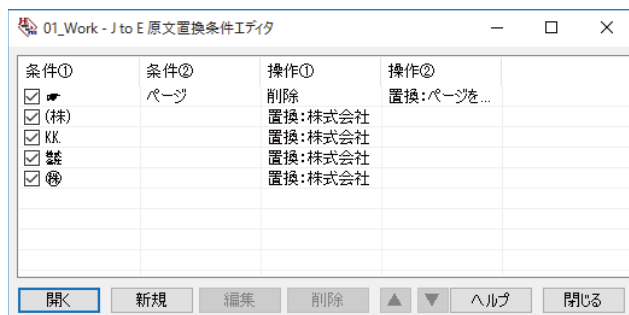 01_Work - J to E 原文置換条件エディタ
条件① 条件② 操作① 操作②
☛ ページ 削除 置換：ページを...
(株) 置換：株式会社
KK. 置換：株式会社
㍿ 置換：株式会社
㊑ 置換：株式会社
開く 新規 編集 削除 ▲ ▼ ヘルプ 閉じる